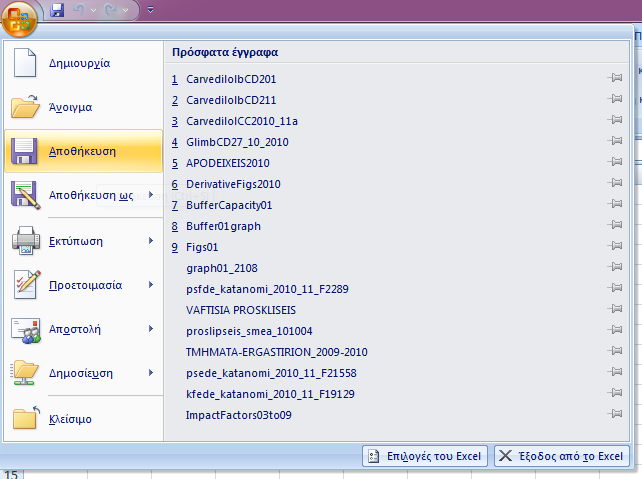 Δημιουργία
Άνοιγμα
Αποθήκευση
Αποθήκευση ως
Εκτύπωση
Προετοιμασία
Αποστολή
Δημοσίευση
Κλείσιμο
Πρόσφατα έγγραφα
1 CarvedilolbCD201
2 CarvedilolbCD211
3 CarvedilolCC2010_11a
4 GlimbCD27_10_2010
5 APODEIXEIS2010
6 DerivativeFigs2010
7 BufferCapacity01
8 Buffer01graph
9 Figs01
graph01_2108
psfde_katanomi_2010_11_F2289
VAFTISIA PROSKLISEIS
proslipseis_smea_101004
TMHMATA-ERGASTIRION_2009-2010
psede_katanomi_2010_11_F21558
kfede_katanomi_2010_11_F19129
ImpactFactors03to09
Επιλογές του Excel
Έξοδος από το Excel
15